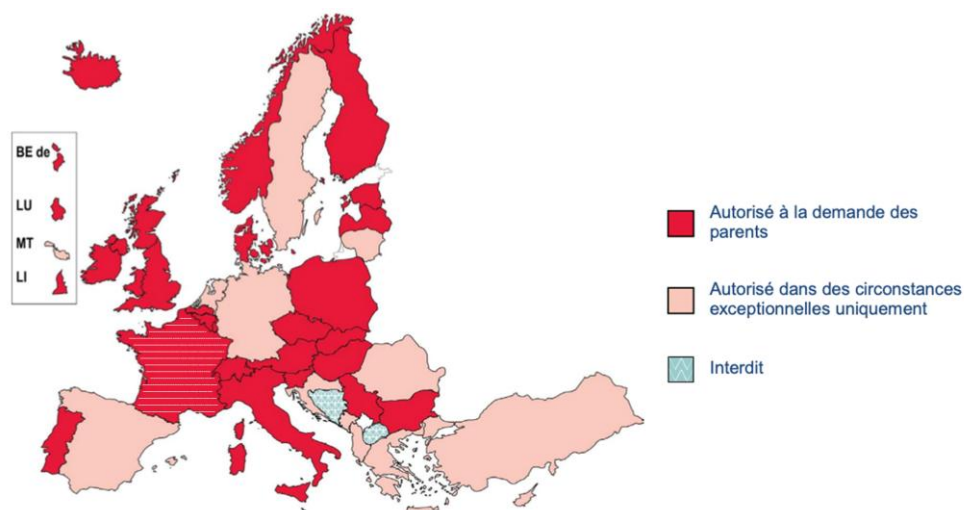 BE de
LU
MT
LI
Autorisé à la demande des
parents
Autorisé dans des circonstances
exceptionnelles uniquement
Interdit